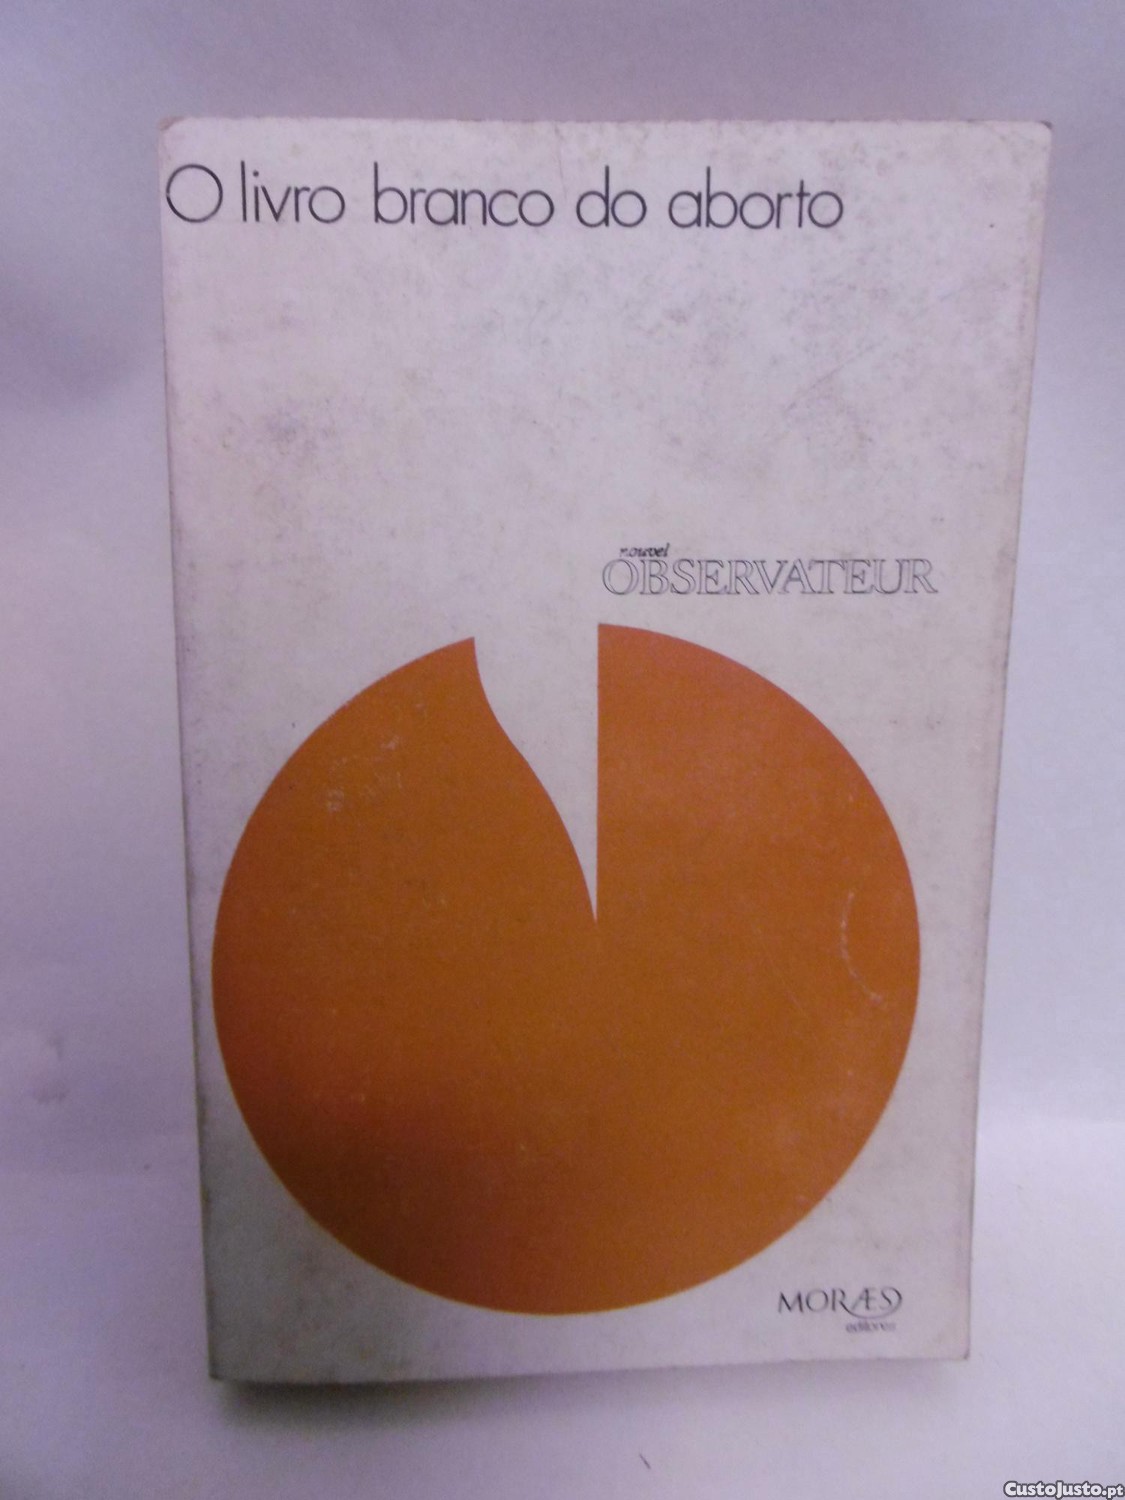 O livro branco do aborto
nouvel
OBSERVATEUR
MORÆS
editores
CustoJusto.pt